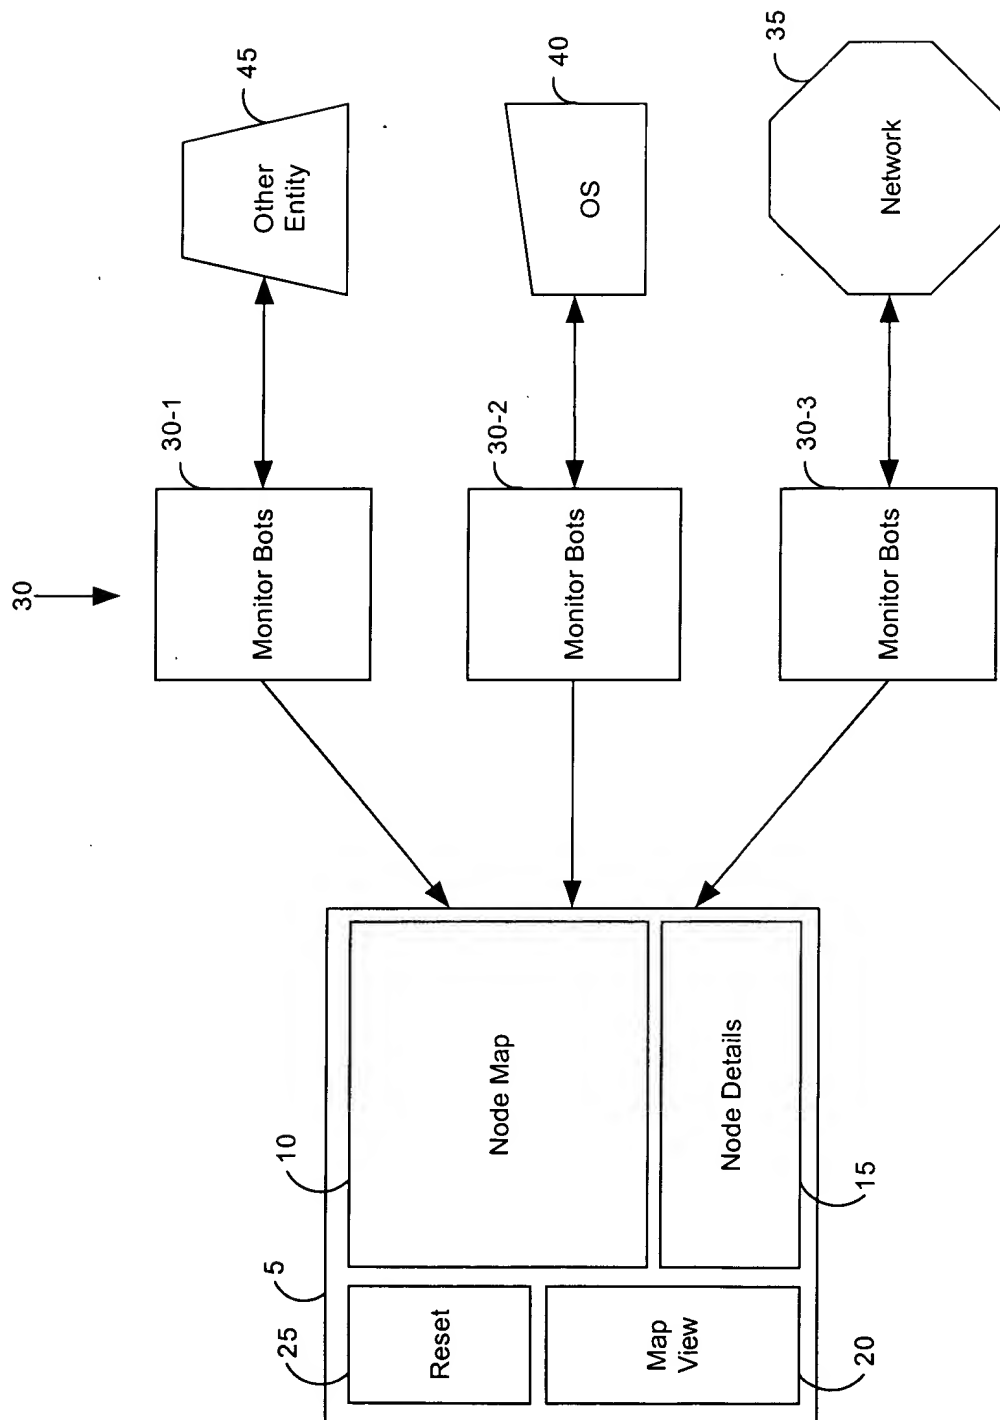 30
45
Other
Entity
30-1
Monitor Bots
40
OS
30-2
Monitor Bots
35
Network
30-3
Monitor Bots
5
10
Node Map
15
Node Details
25
Reset
20
Map
View